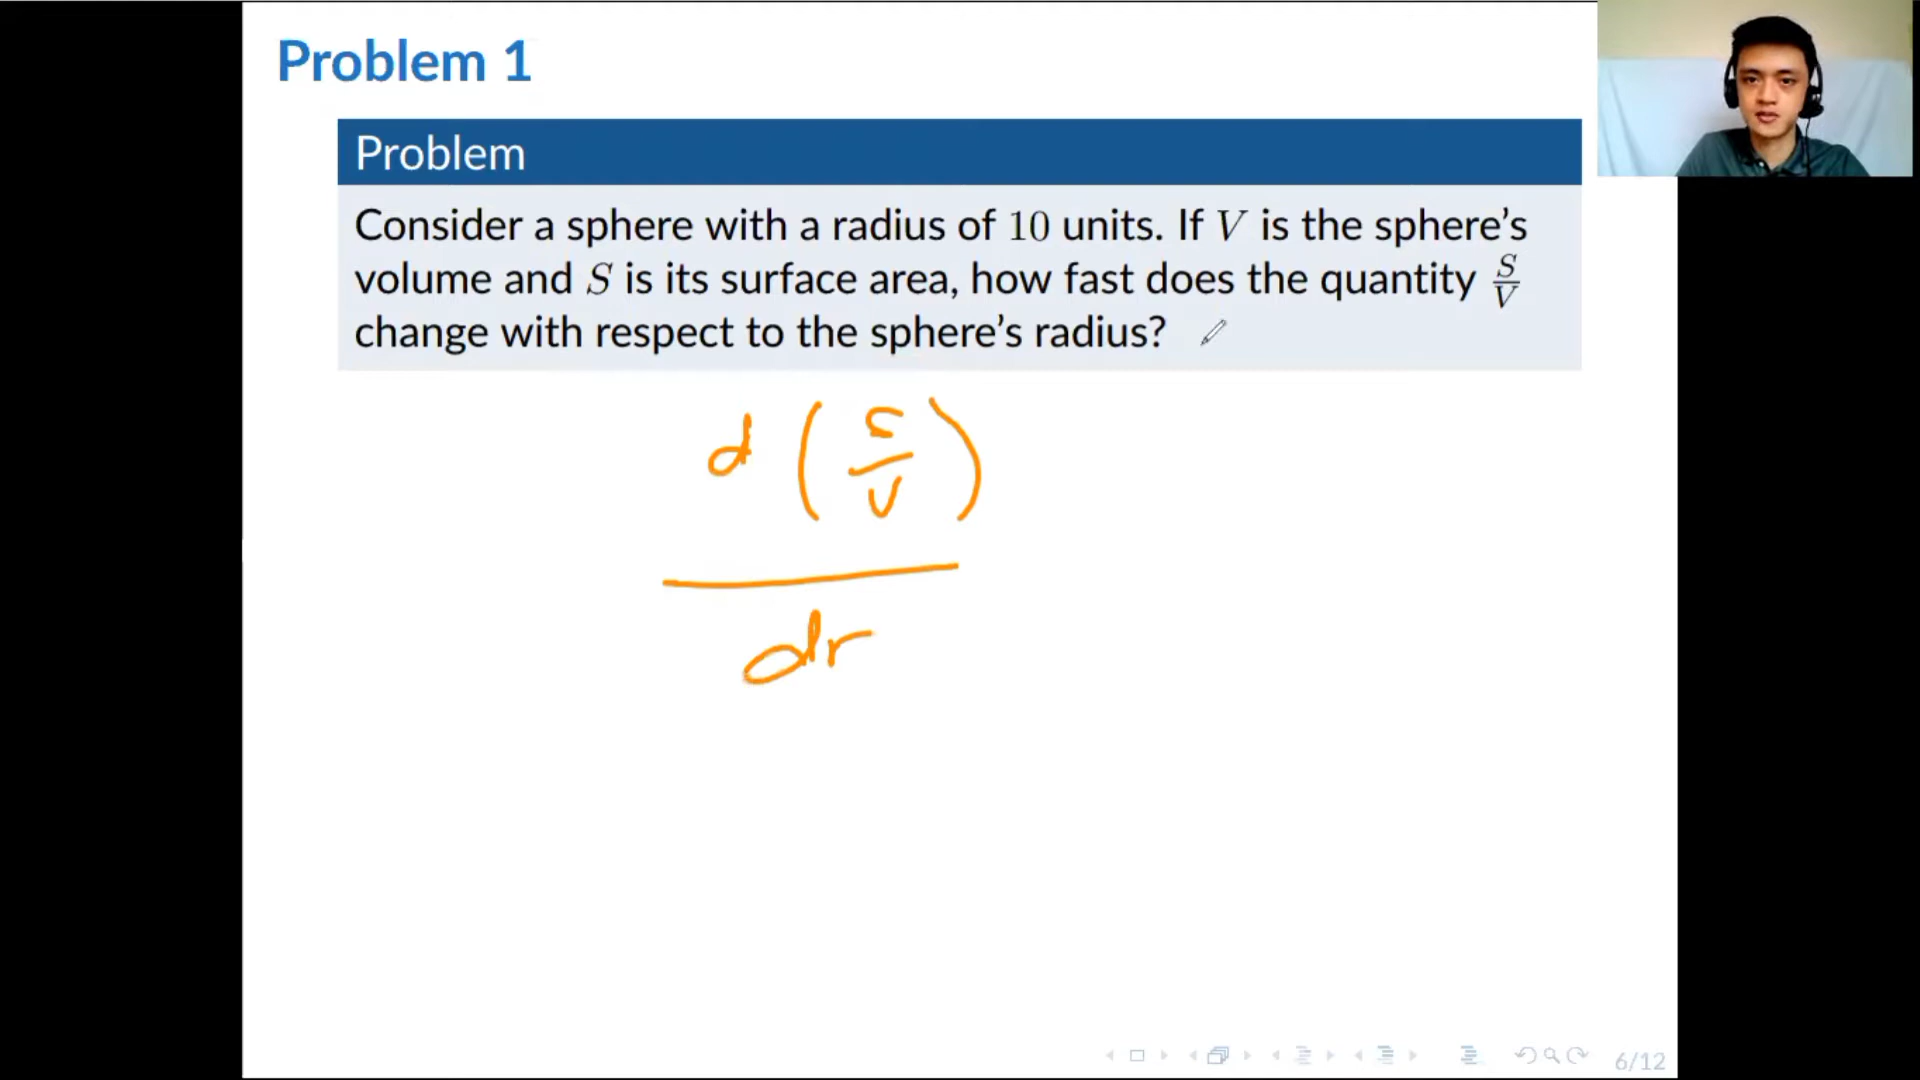 Problem 1
Problem
Consider a sphere with a radius of 10 units. If V is the sphere's
volume and S is its surface area, how fast does the quantity S/V
change with respect to the sphere's radius?
d (S/V)
dr
6/12